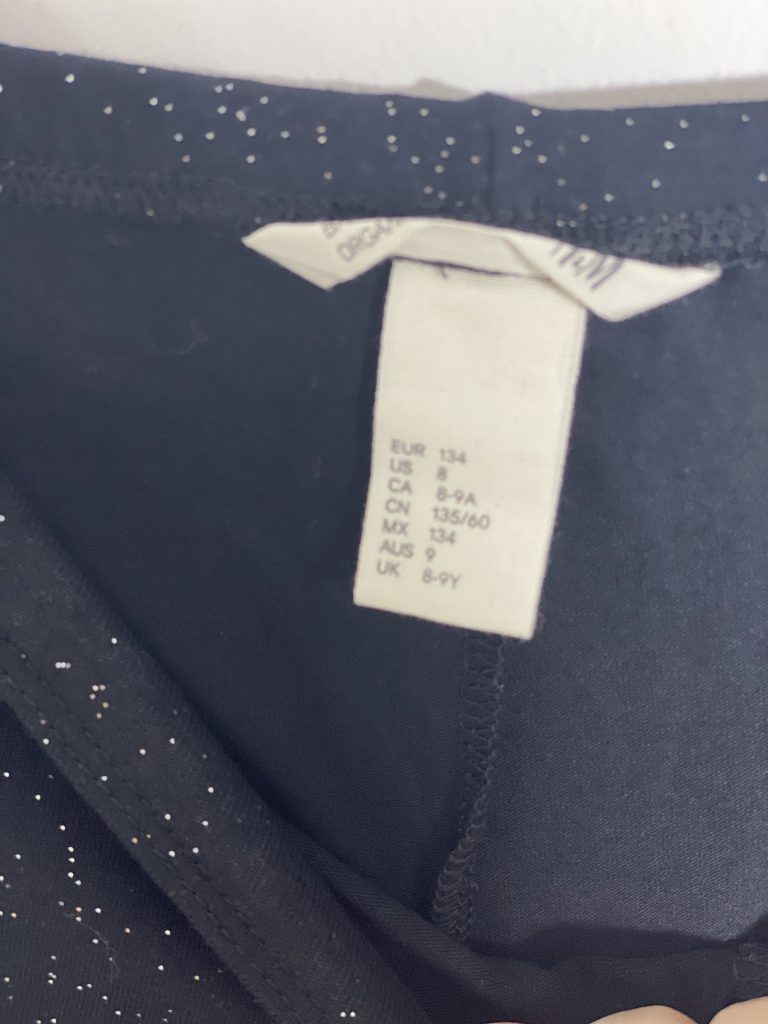 H&M
EUR 134
US 8
CA 8-9A
CN 135/60
MX 134
AUS 9
UK 8-9Y